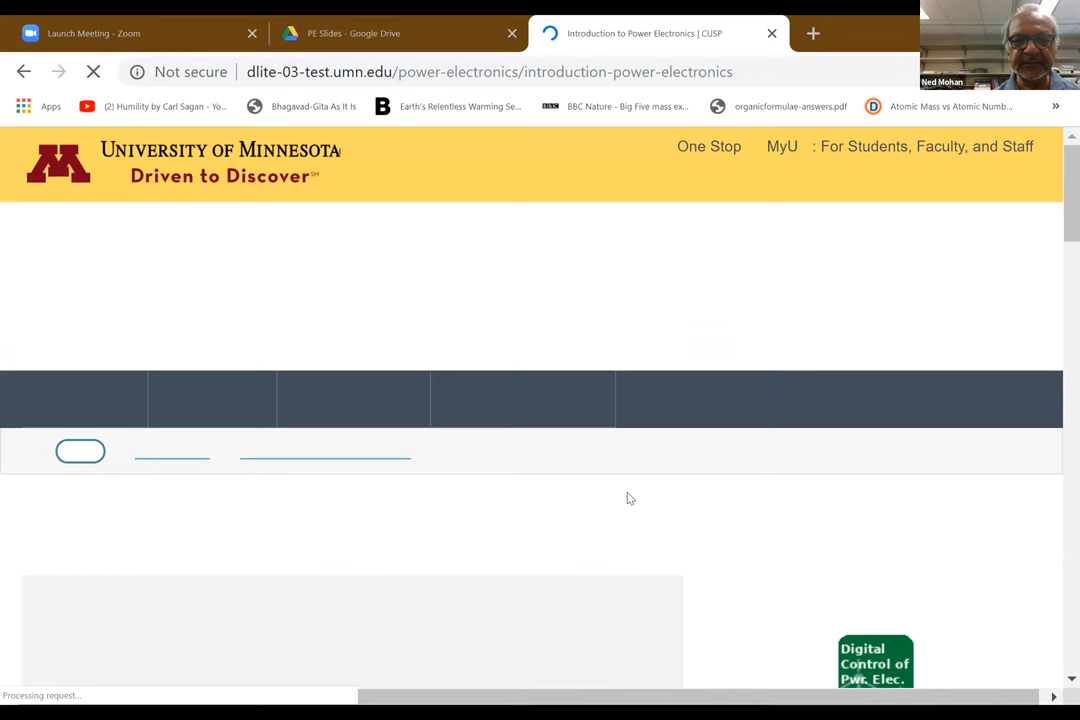 Launch Meeting - Zoom
PE Slides - Google Drive
Introduction to Power Electronics | CUSP
Ned Mohan
Not secure
dlite-03-test.umn.edu/power-electronics/introduction-power-electronics
Apps
(2) Humility by Carl Sagan - Yo...
Bhagavad-Gita As It Is
B
Earth's Relentless Warming Se...
BBC
BBC Nature - Big Five mass ex...
organicformulae-answers.pdf
D
Atomic Mass vs Atomic Numb...
»
M
UNIVERSITY OF MINNESOTA
Driven to Discover℠
One Stop
MyU
: For Students, Faculty, and Staff
Digital
Control of
Pwr. Elec.
Processing request...